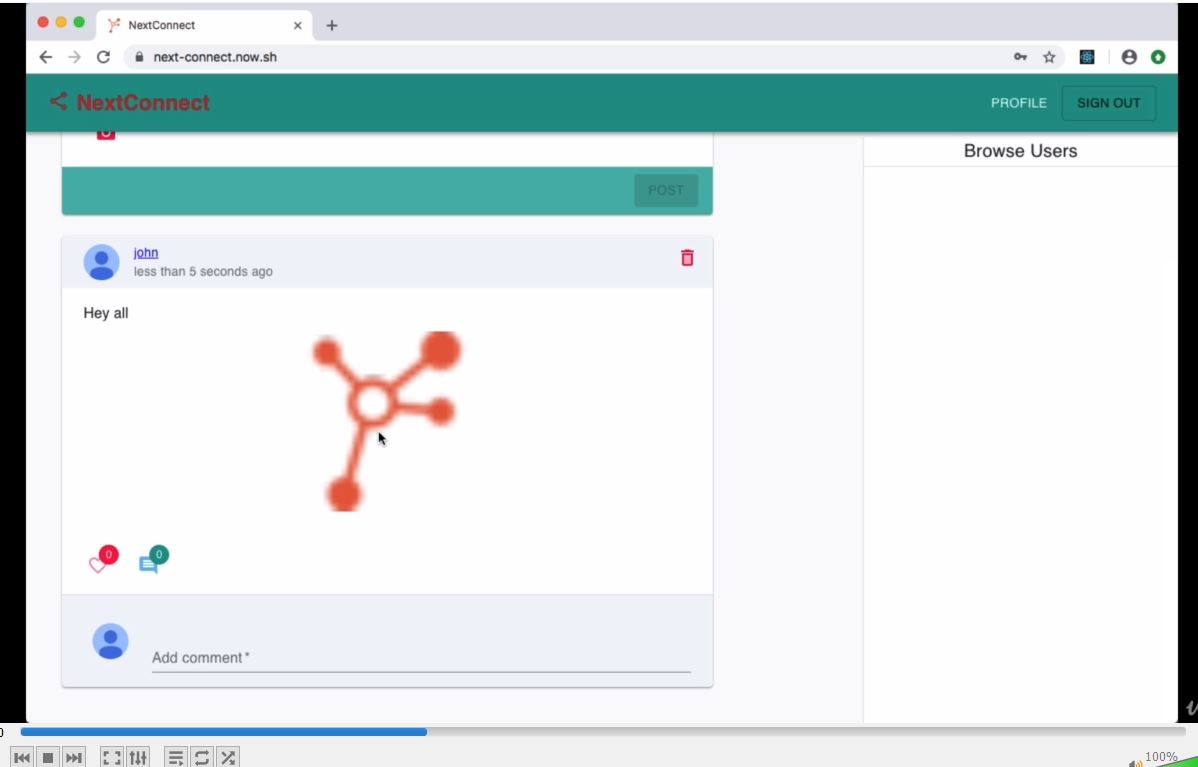 NextConnect
next-connect.now.sh
NextConnect
PROFILE
SIGN OUT
Browse Users
POST
john
less than 5 seconds ago
Hey all
0
0
Add comment*
100%